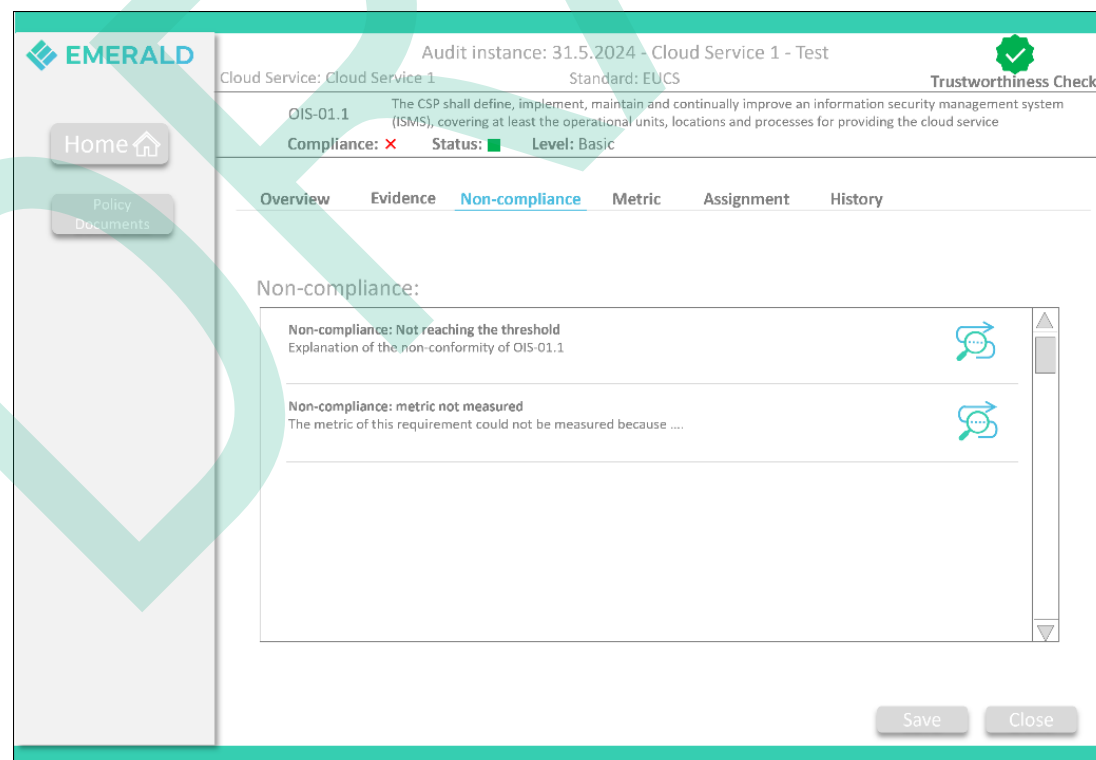 EMERALD
Audit instance: 31.5.2024 - Cloud Service 1 - Test
Cloud Service: Cloud Service 1
Standard: EUCS
Trustworthiness Check
OIS-01.1
The CSP shall define, implement, maintain and continually improve an information security management system
(ISMS), covering at least the operational units, locations and processes for providing the cloud service
Compliance: Status: Level: Basic
Home
Policy
Documents
Overview Evidence Non-compliance Metric Assignment History
Non-compliance:
Non-compliance: Not reaching the threshold
Explanation of the non-conformity of OIS-01.1
Non-compliance: metric not measured
The metric of this requirement could not be measured because ....
Save Close